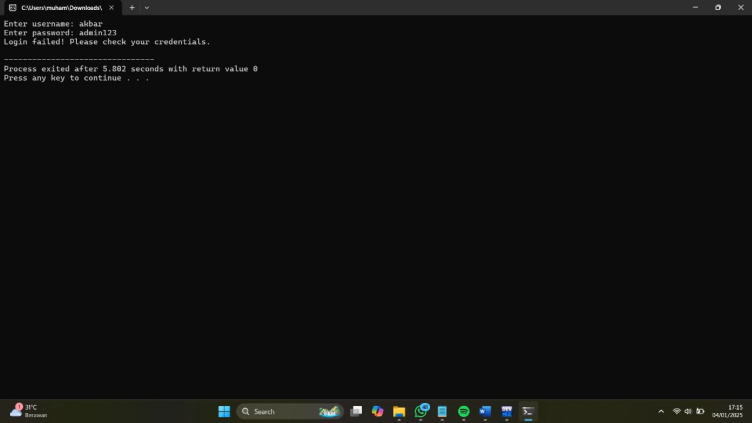 C:\Users\muham\Downloads\
Enter username: akbar
Enter password: admin123
Login failed! Please check your credentials.
--------------------------------
Process exited after 5.802 seconds with return value 0
Press any key to continue . . .
1
31°C
Berawan
Search
17:15
04/01/2025